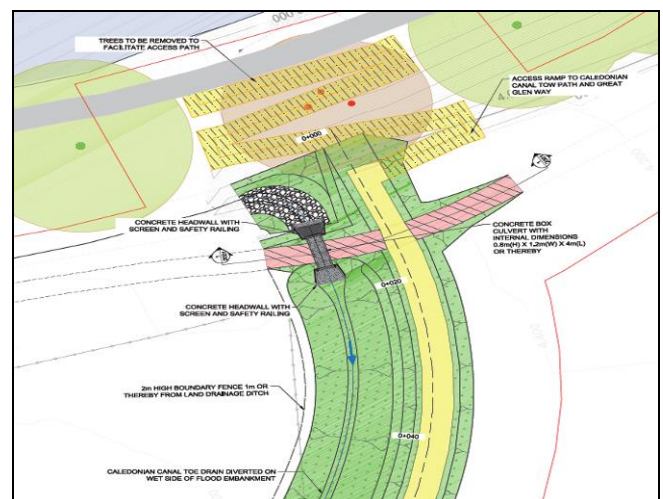 000
TREES TO BE REMOVED TO
FACILITATE ACCESS PATH
ACCESS RAMP TO CALEDONIAN
CANAL TOW PATH AND GREAT
GLEN WAY
0+000
CONCRETE HEADWALL WITH
SCREEN AND SAFETY RAILING
CONCRETE BOX
CULVERT WITH
INTERNAL DIMENSIONS
0.8m(H) X 1.2m(W) X 4m(L)
OR THEREBY
0+020
CONCRETE HEADWALL WITH
SCREEN AND SAFETY RAILING
2m HIGH BOUNDARY FENCE 1m OR
THEREBY FROM LAND DRAINAGE DITCH
0+040
CALEDONIAN CANAL TOE DRAIN DIVERTED ON
WET SIDE OF FLOOD EMBANKMENT